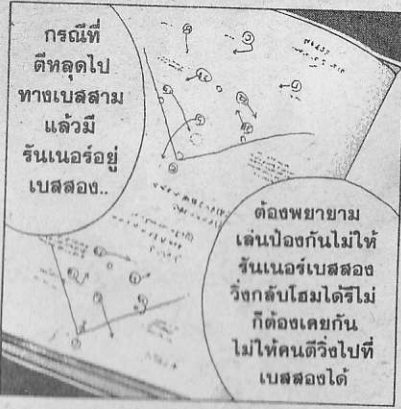 กรณีที่
ตีหลุดไป
ทางเบสสาม
แล้วมี
รันเนอร์อยู่
เบสสอง..
ต้องพยายาม
เล่นป้องกันไม่ให้
รันเนอร์เบสสอง
วิ่งกลับโฮมได้รึไม่
ก็ต้องเคยกัน
ไม่ให้คนตีวิ่งไปที่
เบสสองได้